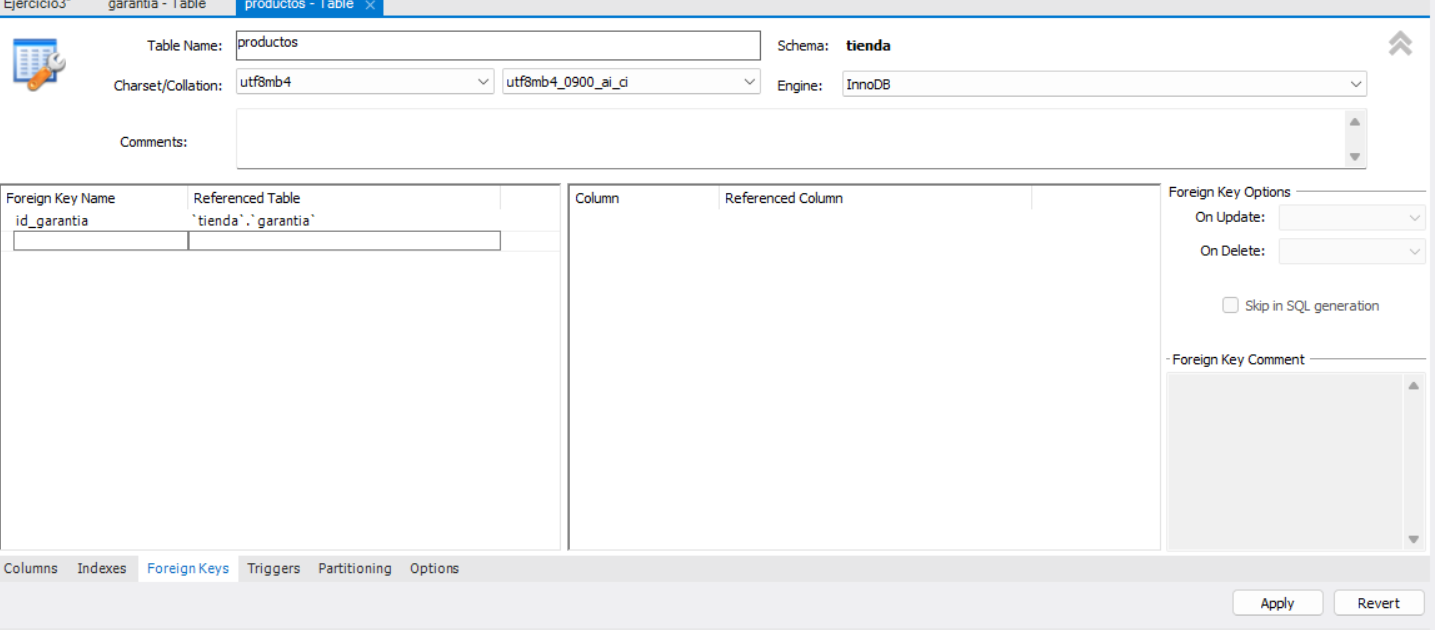 Ejercicio3* garantia - Table productos - Table ×
Table Name: productos Schema: tienda
Charset/Collation: utf8mb4 utf8mb4_0900_ai_ci Engine: InnoDB
Comments:
Foreign Key Name Referenced Table Column Referenced Column Foreign Key Options
id_garantia `tienda`.`garantia` On Update:
On Delete:
Skip in SQL generation
Foreign Key Comment
Columns Indexes Foreign Keys Triggers Partitioning Options
Apply Revert